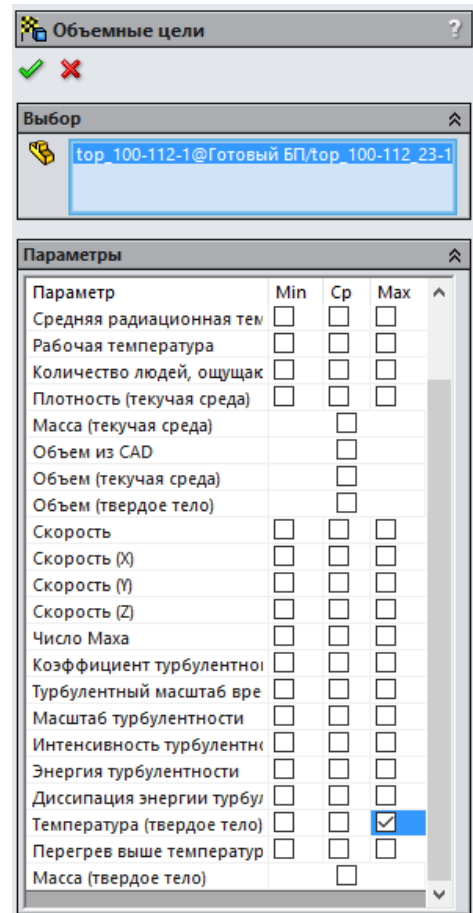 Объемные цели ?
Выбор
top_100-112-1@Готовый БП/top_100-112_23-1
Параметры
Параметр Min Ср Max
Средняя радиационная тем
Рабочая температура
Количество людей, ощущаю
Плотность (текучая среда)
Масса (текучая среда)
Объем из CAD
Объем (текучая среда)
Объем (твердое тело)
Скорость
Скорость (X)
Скорость (Y)
Скорость (Z)
Число Маха
Коэффициент турбулентно
Турбулентный масштаб вре
Масштаб турбулентности
Интенсивность турбулентно
Энергия турбулентности
Диссипация энергии турбул
Температура (твердое тело)
Перегрев выше температур
Масса (твердое тело)